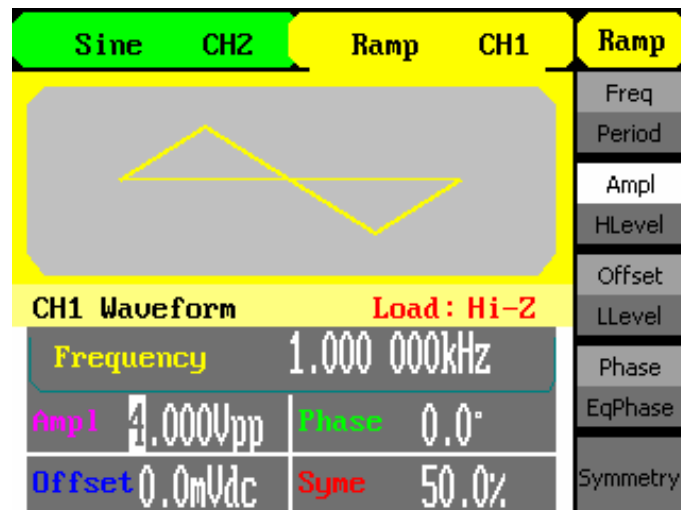 Sine CH2 Ramp CH1 Ramp
Freq
Period
Ampl
HLevel
Offset
LLevel
Phase
EqPhase
Symmetry
CH1 Waveform Load: Hi-Z
Frequency 1.000 000kHz
Ampl 4.000Vpp Phase 0.0°
Offset 0.0mVdc Syme 50.0%